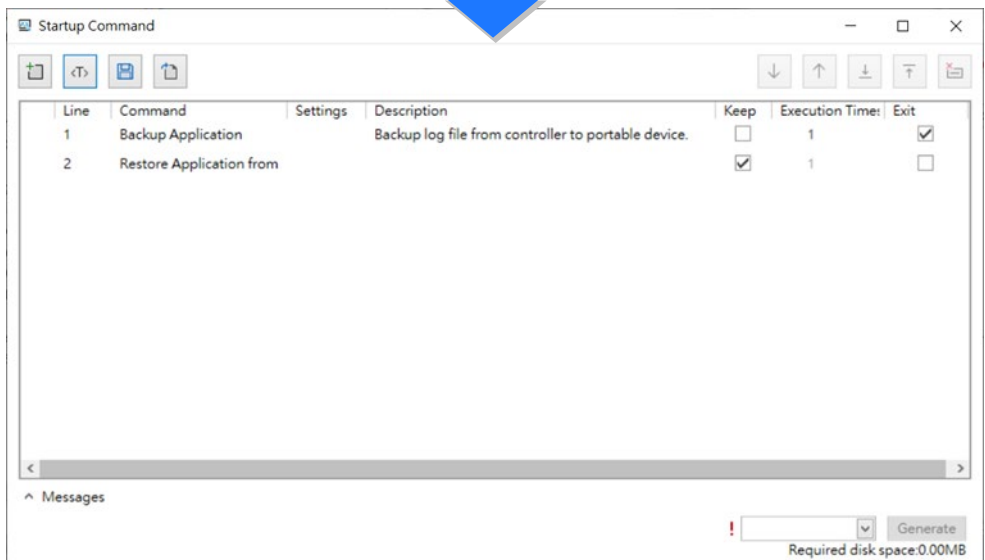 Startup Command
<T>
Line Command Settings Description Keep Execution Times Exit
1 Backup Application Backup log file from controller to portable device. 1
2 Restore Application from 1
Messages
! Generate
Required disk space:0.00MB